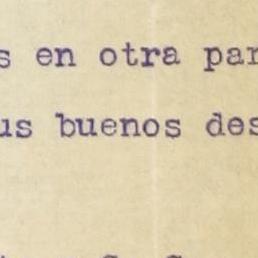 s en otra par
us buenos des